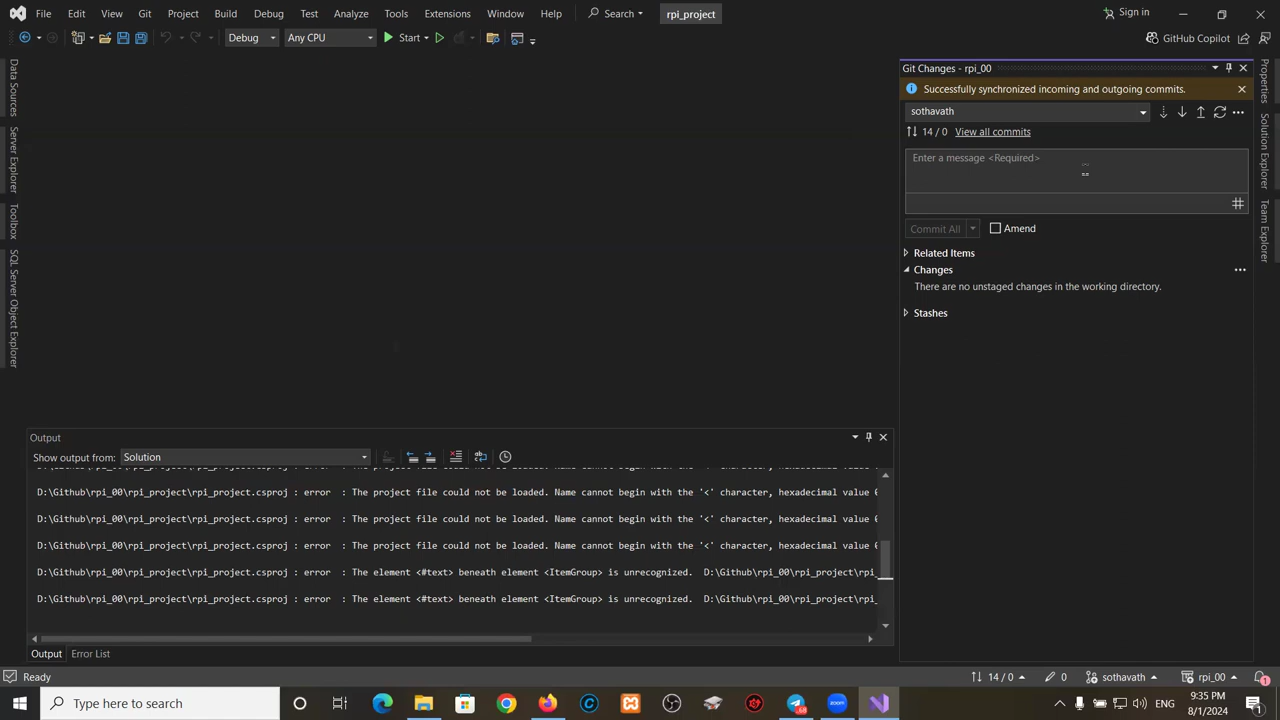 File Edit View Git Project Build Debug Test Analyze Tools Extensions Window Help Search rpi_project Sign in
Debug Any CPU Start GitHub Copilot
Data Sources
Server Explorer
Toolbox
SQL Server Object Explorer
Git Changes - rpi_00
Successfully synchronized incoming and outgoing commits.
sothavath
14 / 0 View all commits
Enter a message <Required>
Commit All Amend
Related Items
Changes
There are no unstaged changes in the working directory.
Stashes
Properties
Solution Explorer
Team Explorer
Output
Show output from: Solution
D:\Github\rpi_00\rpi_project\rpi_project.csproj : error : The project file could not be loaded. Name cannot begin with the '<' character, hexadecimal value
D:\Github\rpi_00\rpi_project\rpi_project.csproj : error : The project file could not be loaded. Name cannot begin with the '<' character, hexadecimal value
D:\Github\rpi_00\rpi_project\rpi_project.csproj : error : The project file could not be loaded. Name cannot begin with the '<' character, hexadecimal value
D:\Github\rpi_00\rpi_project\rpi_project.csproj : error : The element <#text> beneath element <ItemGroup> is unrecognized. D:\Github\rpi_00\rpi_project\rpi_
D:\Github\rpi_00\rpi_project\rpi_project.csproj : error : The element <#text> beneath element <ItemGroup> is unrecognized. D:\Github\rpi_00\rpi_project\rpi_
Output Error List
Ready 14 / 0 0 sothavath rpi_00 1
Type here to search 68 ENG 9:35 PM
8/1/2024 1